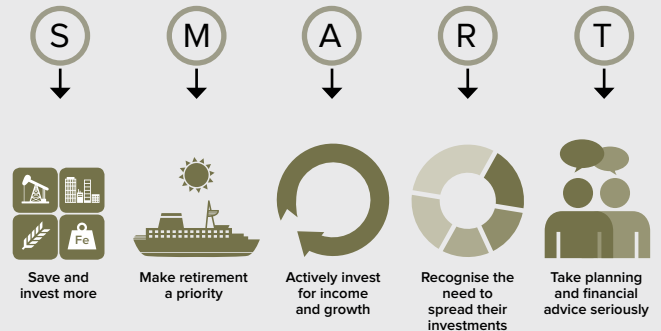 S
M
A
R
T
Fe
Save and
invest more
Make retirement
a priority
Actively invest
for income
and growth
Recognise the
need to
spread their
investments
Take planning
and financial
advice seriously